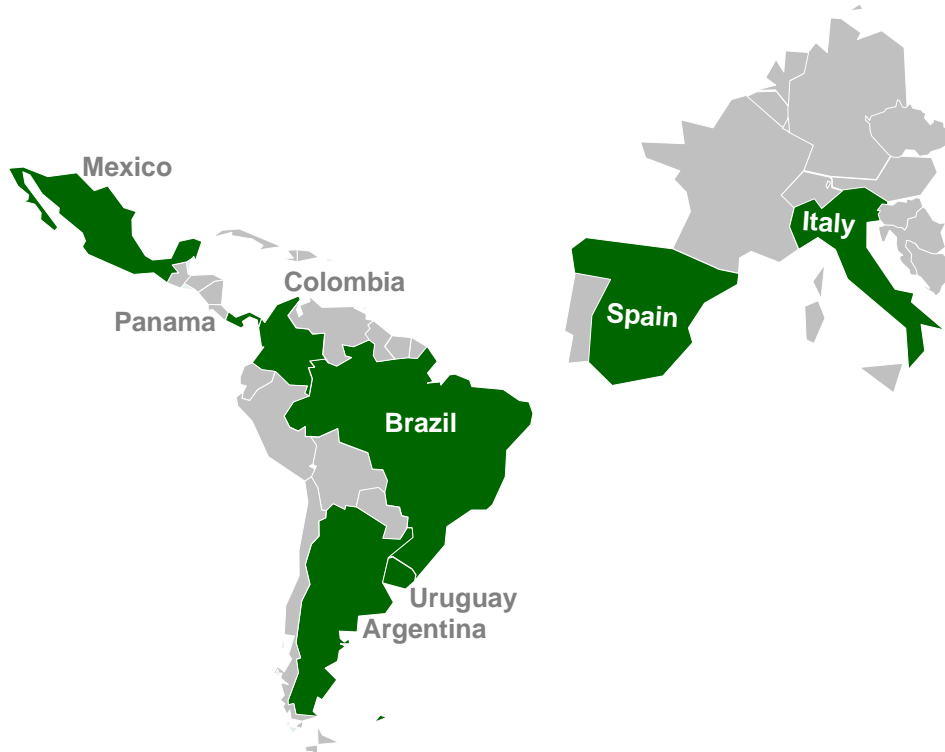 Mexico
Italy
Colombia
Panama
Spain
Brazil
Uruguay
Argentina